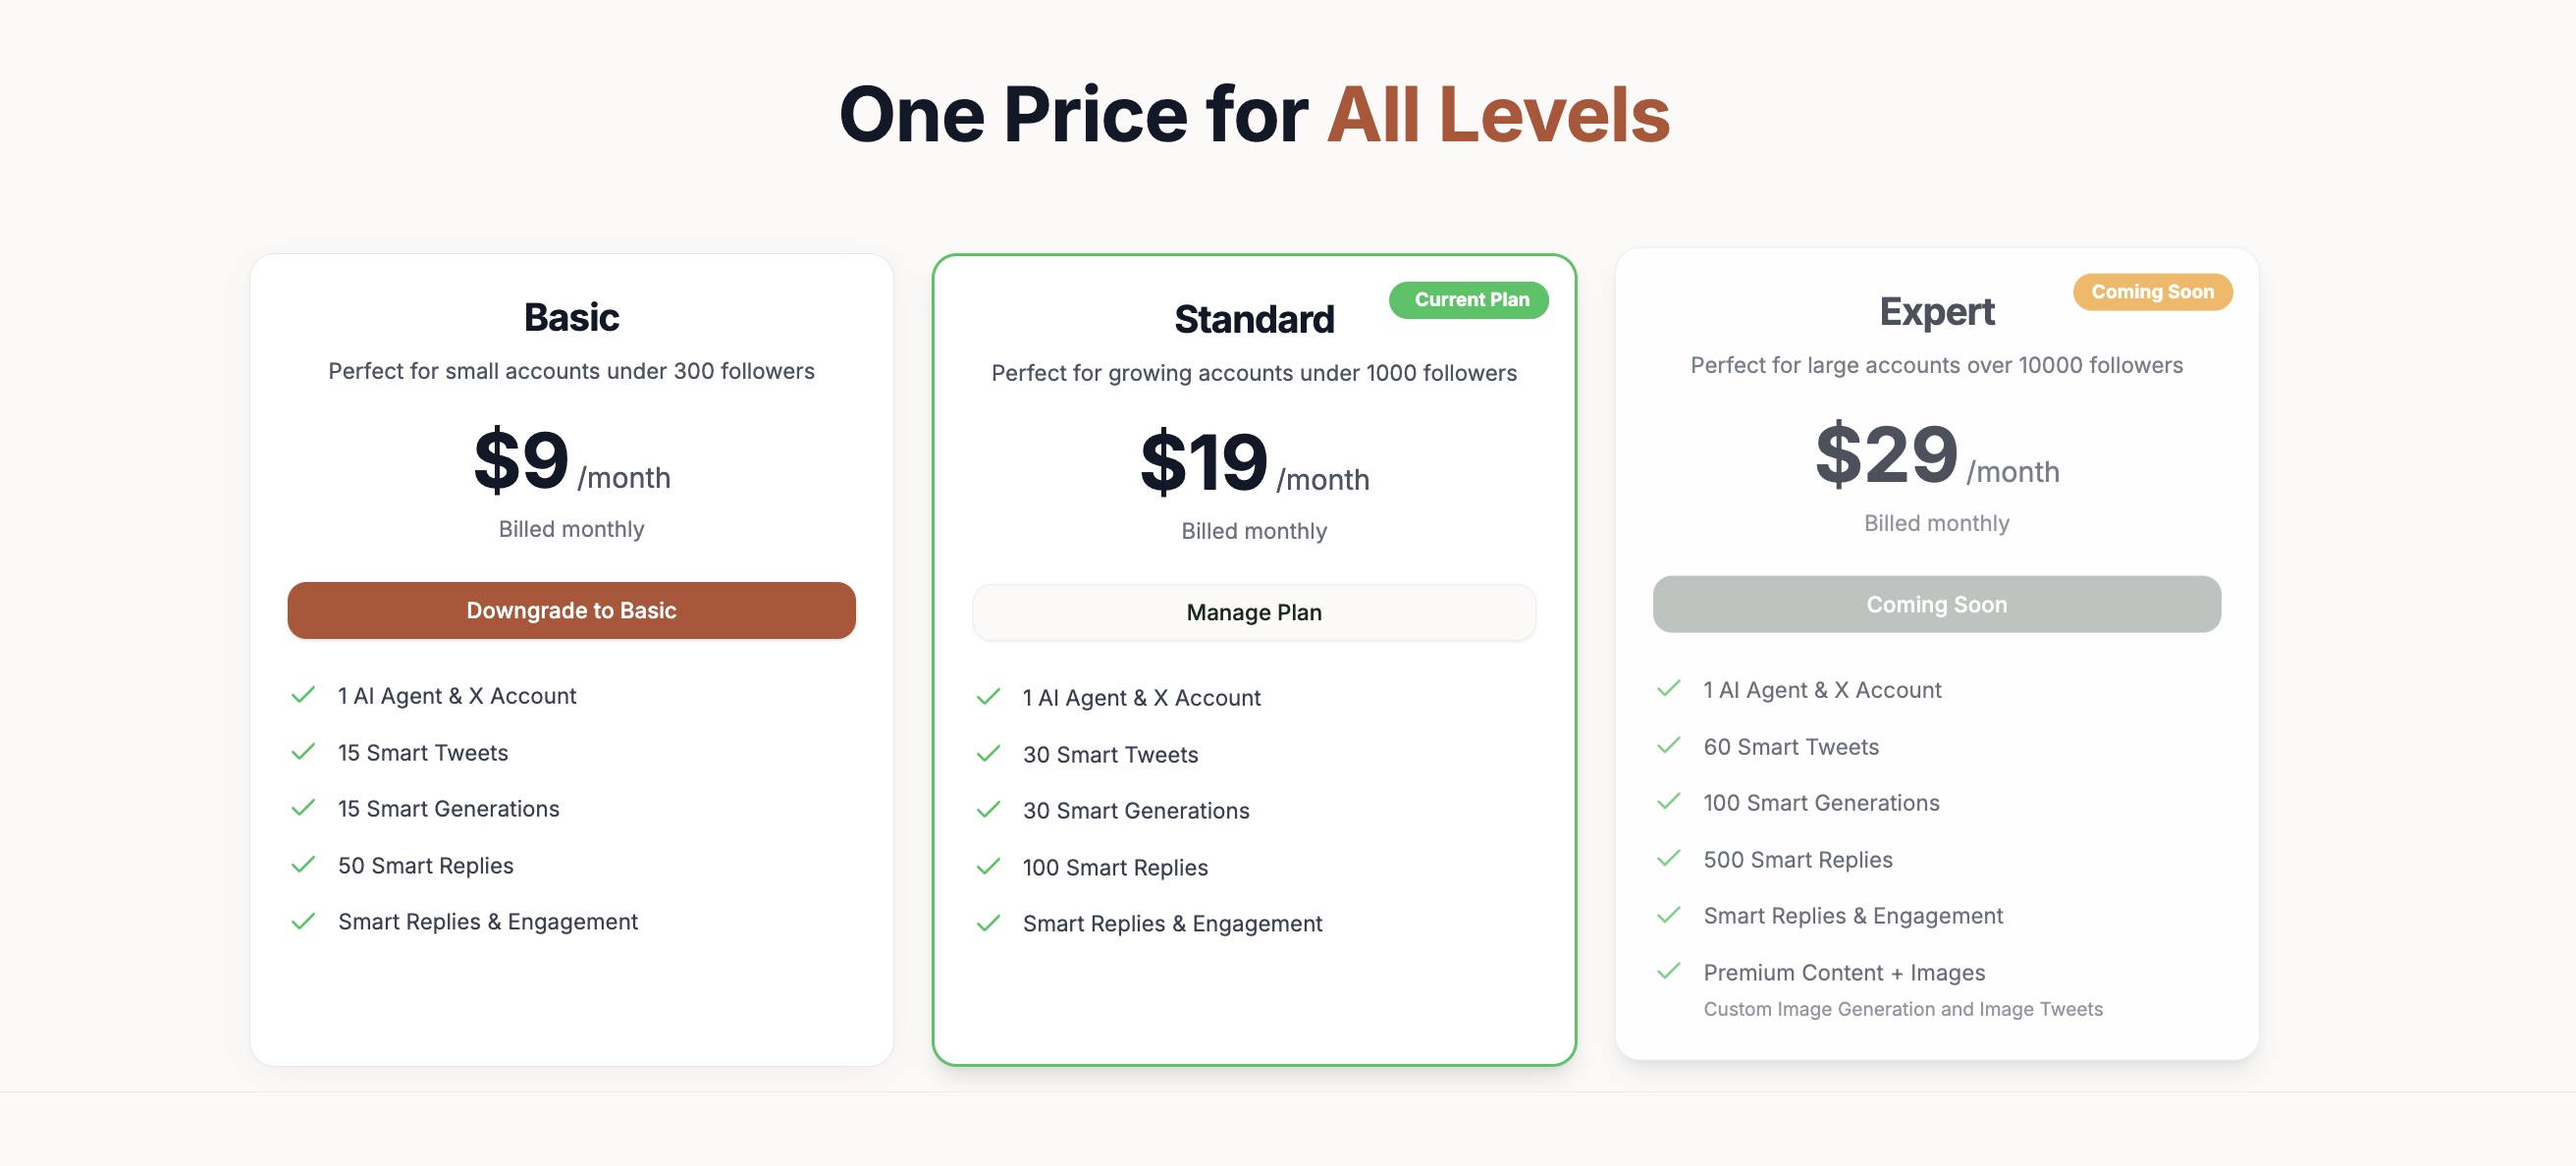 One Price for All Levels
Basic
Perfect for small accounts under 300 followers
$9 /month
Billed monthly
Downgrade to Basic
1 AI Agent & X Account
15 Smart Tweets
15 Smart Generations
50 Smart Replies
Smart Replies & Engagement
Current Plan
Standard
Perfect for growing accounts under 1000 followers
$19 /month
Billed monthly
Manage Plan
1 AI Agent & X Account
30 Smart Tweets
30 Smart Generations
100 Smart Replies
Smart Replies & Engagement
Coming Soon
Expert
Perfect for large accounts over 10000 followers
$29 /month
Billed monthly
Coming Soon
1 AI Agent & X Account
60 Smart Tweets
100 Smart Generations
500 Smart Replies
Smart Replies & Engagement
Premium Content + Images
Custom Image Generation and Image Tweets